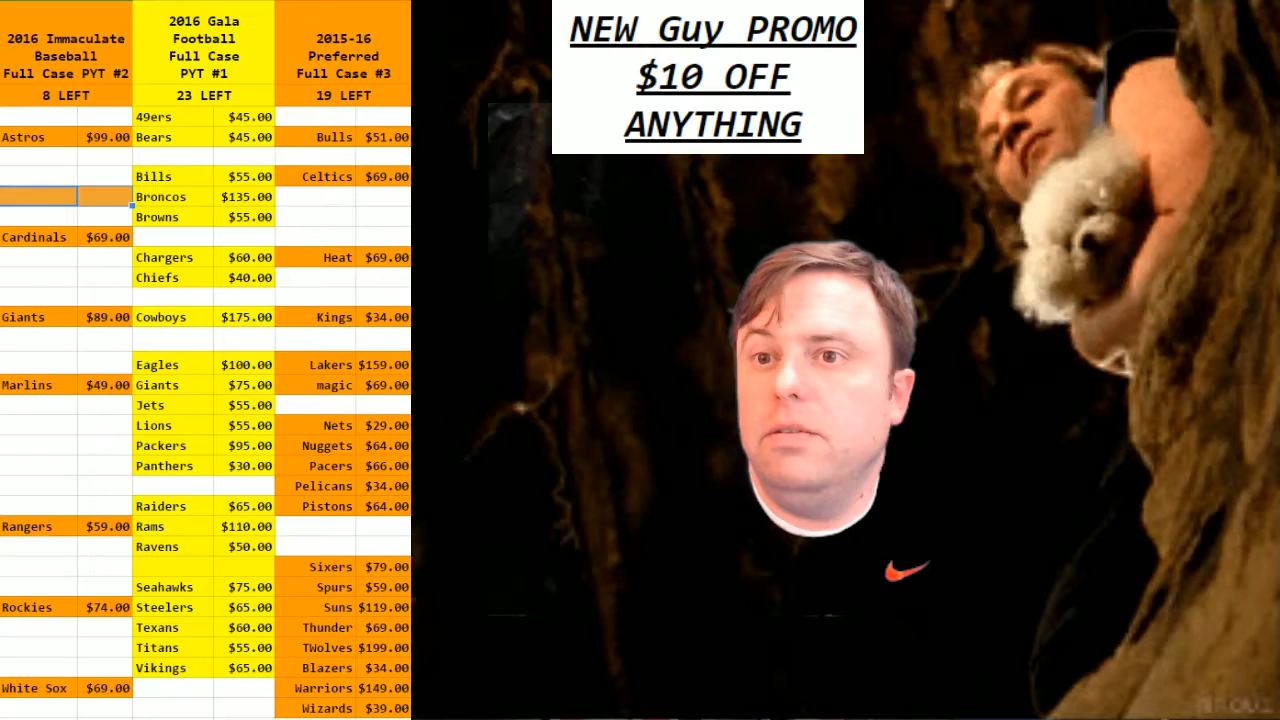 2016 Immaculate
Baseball
Full Case PYT #2
8 LEFT
Astros $99.00
Cardinals $69.00
Giants $89.00
Marlins $49.00
Rangers $59.00
Rockies $74.00
White Sox $69.00
2016 Gala
Football
Full Case
PYT #1
23 LEFT
49ers $45.00
Bears $45.00
Bills $55.00
Broncos $135.00
Browns $55.00
Chargers $60.00
Chiefs $40.00
Cowboys $175.00
Eagles $100.00
Giants $75.00
Jets $55.00
Lions $55.00
Packers $95.00
Panthers $30.00
Raiders $65.00
Rams $110.00
Ravens $50.00
Seahawks $75.00
Steelers $65.00
Texans $60.00
Titans $55.00
Vikings $65.00
2015-16
Preferred
Full Case #3
19 LEFT
Bulls $51.00
Celtics $69.00
Heat $69.00
Kings $34.00
Lakers $159.00
magic $69.00
Nets $29.00
Nuggets $64.00
Pacers $66.00
Pelicans $34.00
Pistons $64.00
Sixers $79.00
Spurs $59.00
Suns $119.00
Thunder $69.00
TWolves $199.00
Blazers $34.00
Warriors $149.00
Wizards $39.00
NEW Guy PROMO
$10 OFF
ANYTHING